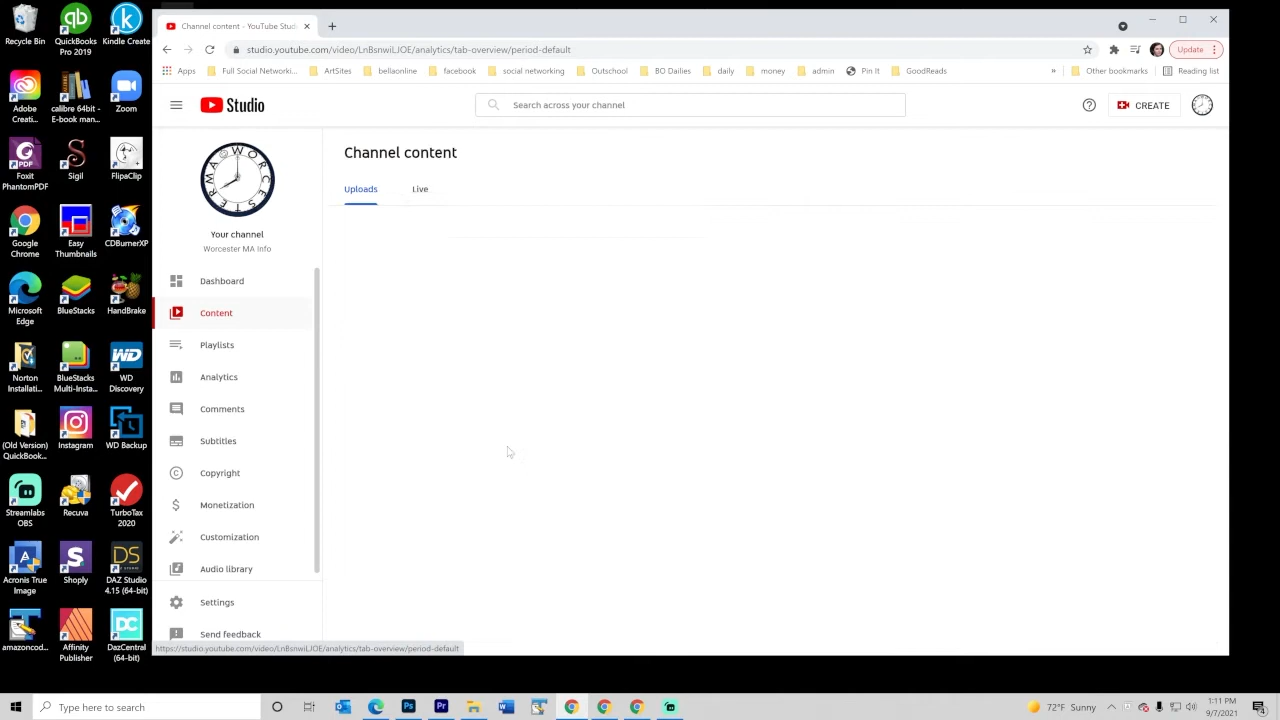 Recycle Bin
QuickBooks Pro 2019
Kindle Create
Adobe Creati...
calibre 64bit - E-book man...
Zoom
Foxit PhantomPDF
Sigil
FlipaClip
Google Chrome
Easy Thumbnails
CDBurnerXP
Microsoft Edge
BlueStacks
HandBrake
Norton Installati...
BlueStacks Multi-Insta...
WD Discovery
(Old Version) QuickBook...
Instagram
WD Backup
Streamlabs OBS
Recuva
TurboTax 2020
Acronis True Image
Shoply
DAZ Studio 4.15 (64-bit)
amazoncod...
Affinity Publisher
DazCentral (64-bit)
Channel content - YouTube Studi
studio.youtube.com/video/LnBsnwiLJOE/analytics/tab-overview/period-default
Update
Apps
Full Social Networki...
ArtSites
bellaonline
facebook
social networking
Outschool
BO Dailies
daily
money
admin
Pin It
GoodReads
»
Other bookmarks
Reading list
Studio
Search across your channel
CREATE
WORCESTER MA
Your channel
Worcester MA Info
Dashboard
Content
Playlists
Analytics
Comments
Subtitles
Copyright
Monetization
Customization
Audio library
Settings
Send feedback
Channel content
Uploads Live
https://studio.youtube.com/video/LnBsnwiLJOE/analytics/tab-overview/period-default
Type here to search
72°F Sunny
1:11 PM
9/7/2021